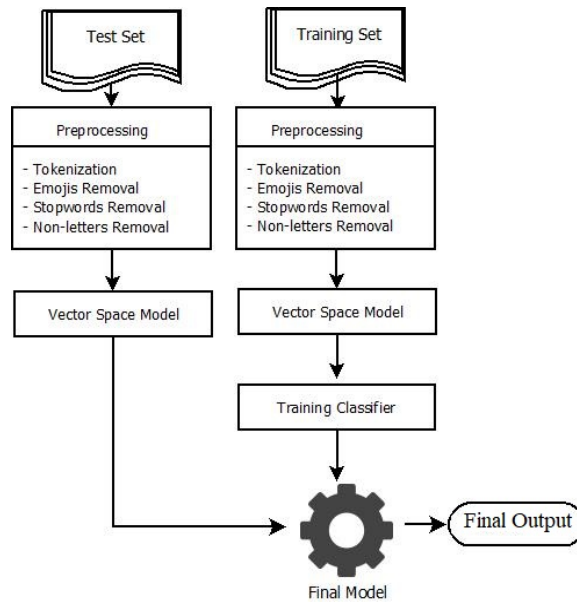 Test Set
Training Set
Preprocessing
- Tokenization
- Emojis Removal
- Stopwords Removal
- Non-letters Removal
Preprocessing
- Tokenization
- Emojis Removal
- Stopwords Removal
- Non-letters Removal
Vector Space Model
Vector Space Model
Training Classifier
Final Output
Final Model